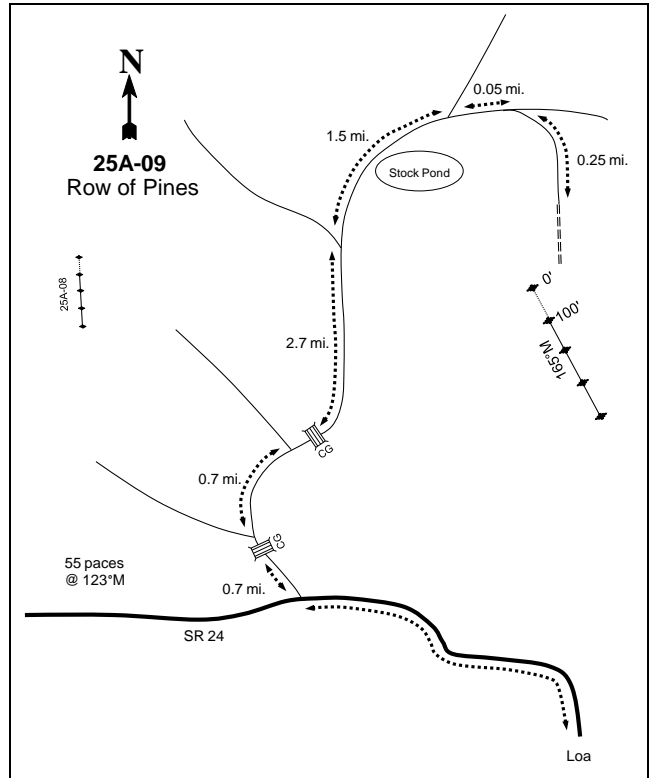 N
25A-09
Row of Pines
0.05 mi.
1.5 mi.
Stock Pond
0.25 mi.
25A-08
0'
100'
165°M
2.7 mi.
CG
0.7 mi.
CG
55 paces
@ 123°M
0.7 mi.
SR 24
Loa